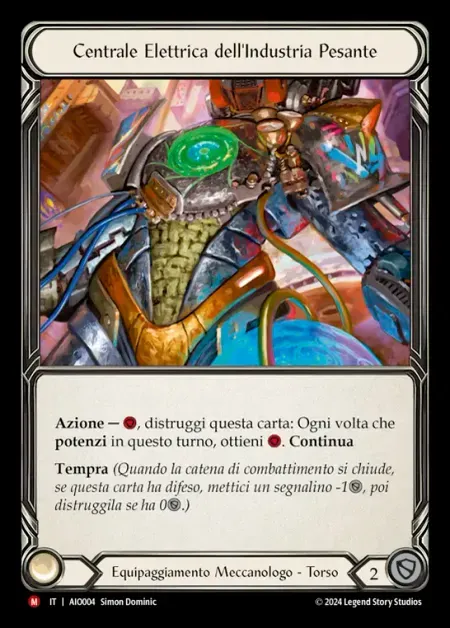 Centrale Elettrica dell'Industria Pesante
Azione — , distruggi questa carta: Ogni volta che
potenzi in questo turno, ottieni . Continua
Tempra (Quando la catena di combattimento si chiude,
se questa carta ha difeso, mettici un segnalino -1, poi
distruggila se ha 0.)
Equipaggiamento Meccanologo - Torso
2
M IT | AIO004 Simon Dominic
© 2024 Legend Story Studios